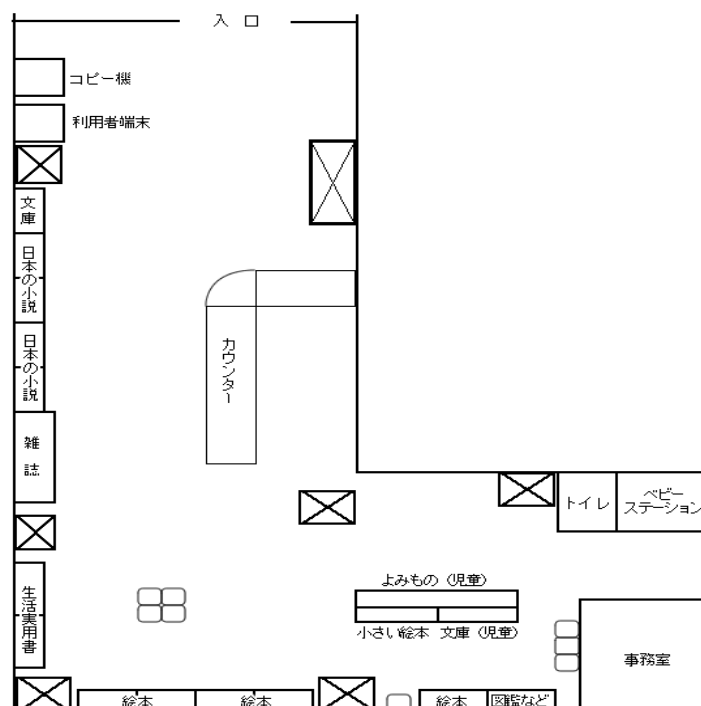 入 口
コピー機
利用者端末
文庫
日本の小説
日本の小説
カウンター
雑誌
トイレ
ベビー
ステーション
よみもの（児童）
小さい絵本 文庫（児童）
生活実用書
事務室
絵本
絵本
絵本
図鑑など